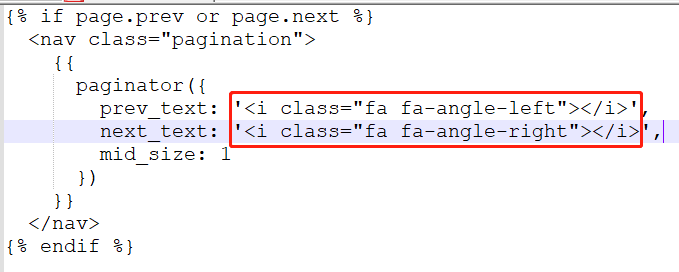 {% if page.prev or page.next %}
  <nav class="pagination">
    {{
      paginator({
        prev_text: '<i class="fa fa-angle-left"></i>',
        next_text: '<i class="fa fa-angle-right"></i>',
        mid_size: 1
      })
    }}
  </nav>
{% endif %}